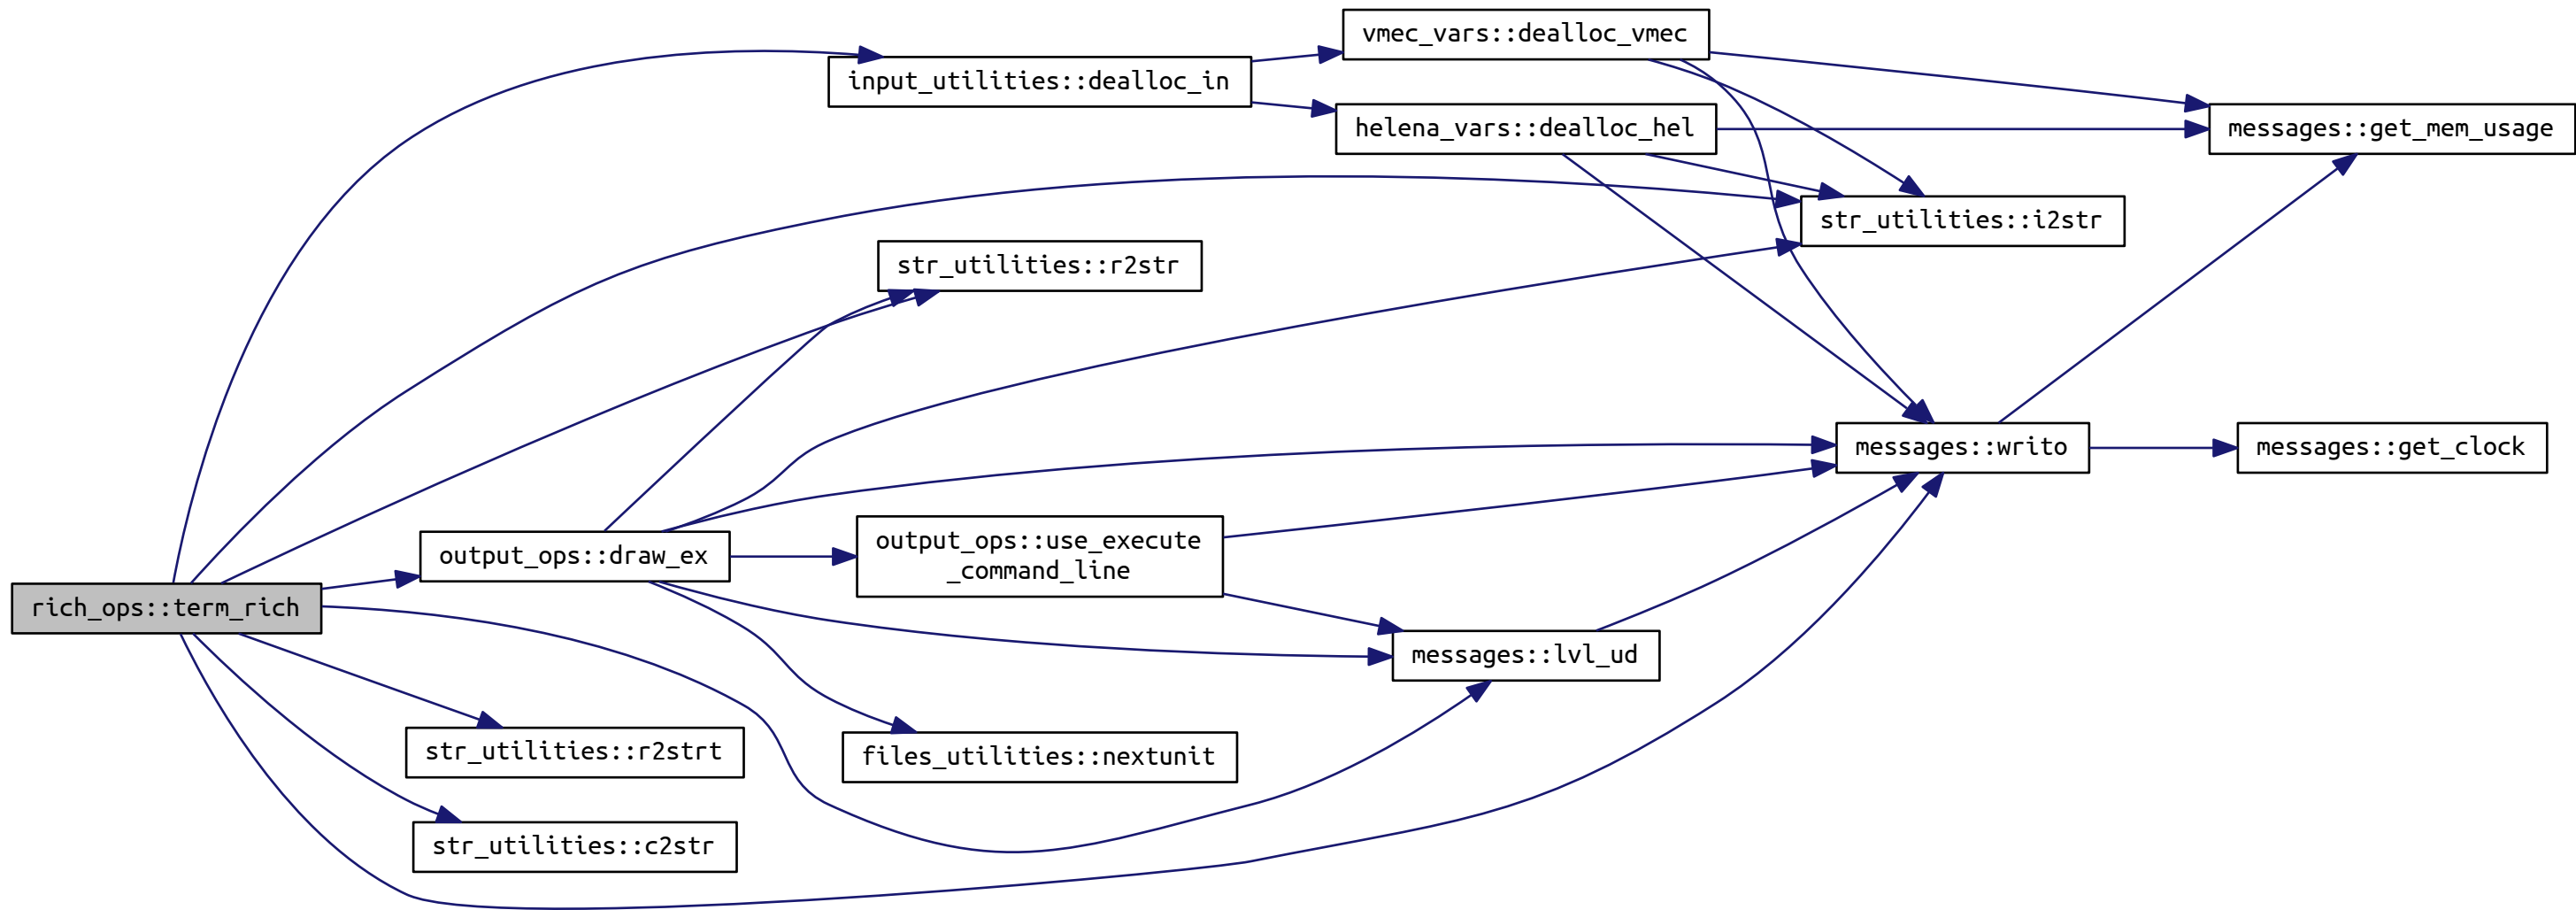 vmec_vars::dealloc_vmec
input_utilities::dealloc_in
helena_vars::dealloc_hel
messages::get_mem_usage
str_utilities::i2str
str_utilities::r2str
messages::writo
messages::get_clock
output_ops::draw_ex
output_ops::use_execute
_command_line
rich_ops::term_rich
messages::lvl_ud
str_utilities::r2strt
files_utilities::nextunit
str_utilities::c2str